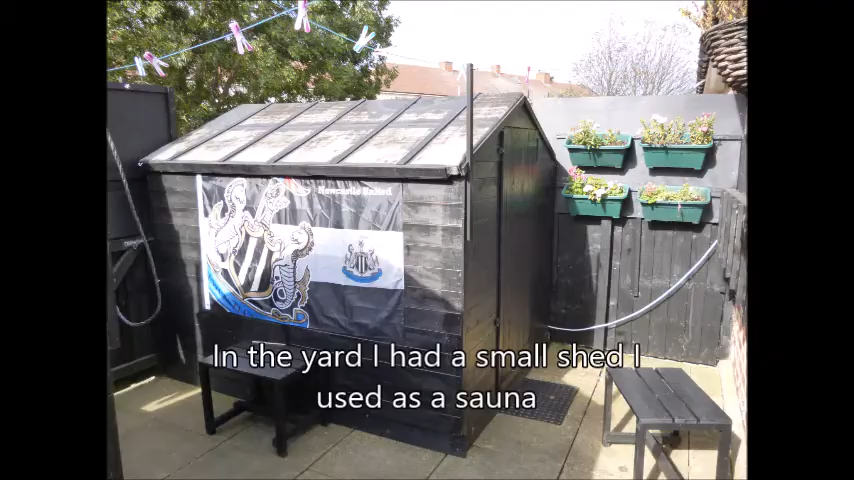 Newcastle United
In the yard I had a small shed I
used as a sauna